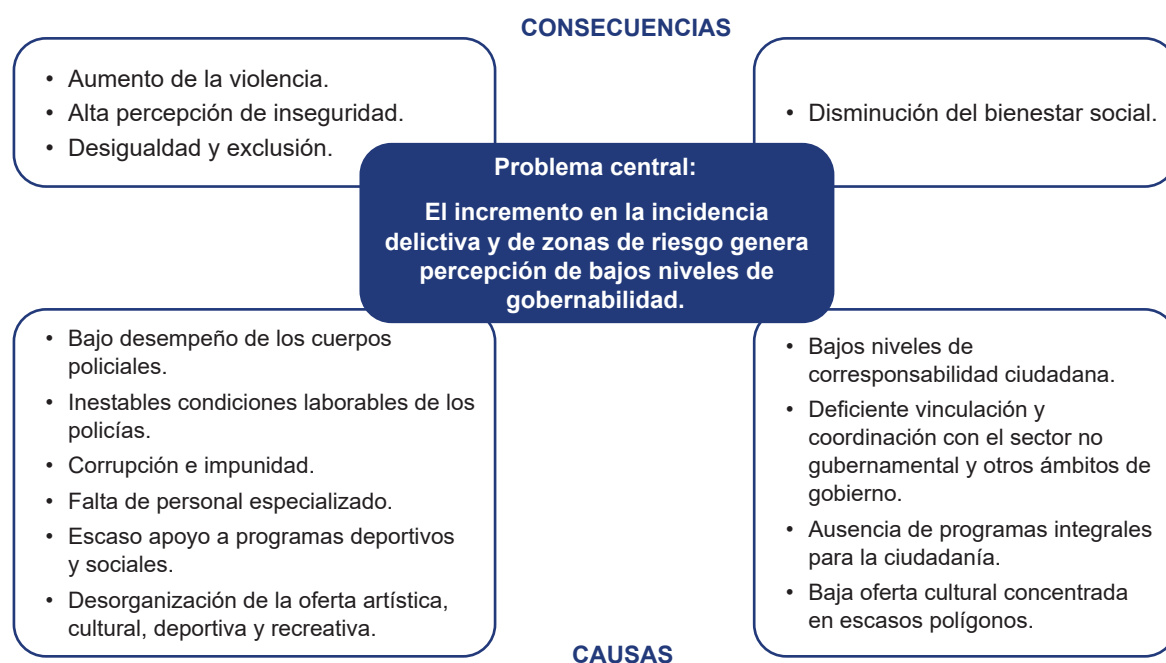 CONSECUENCIAS
• Aumento de la violencia.
• Alta percepción de inseguridad.
• Desigualdad y exclusión.
• Disminución del bienestar social.
Problema central:
El incremento en la incidencia
delictiva y de zonas de riesgo genera
percepción de bajos niveles de
gobernabilidad.
• Bajo desempeño de los cuerpos
policiales.
• Inestables condiciones laborables de los
policías.
• Corrupción e impunidad.
• Falta de personal especializado.
• Escaso apoyo a programas deportivos
y sociales.
• Desorganización de la oferta artística,
cultural, deportiva y recreativa.
• Bajos niveles de
corresponsabilidad ciudadana.
• Deficiente vinculación y
coordinación con el sector no
gubernamental y otros ámbitos de
gobierno.
• Ausencia de programas integrales
para la ciudadanía.
• Baja oferta cultural concentrada
en escasos polígonos.
CAUSAS